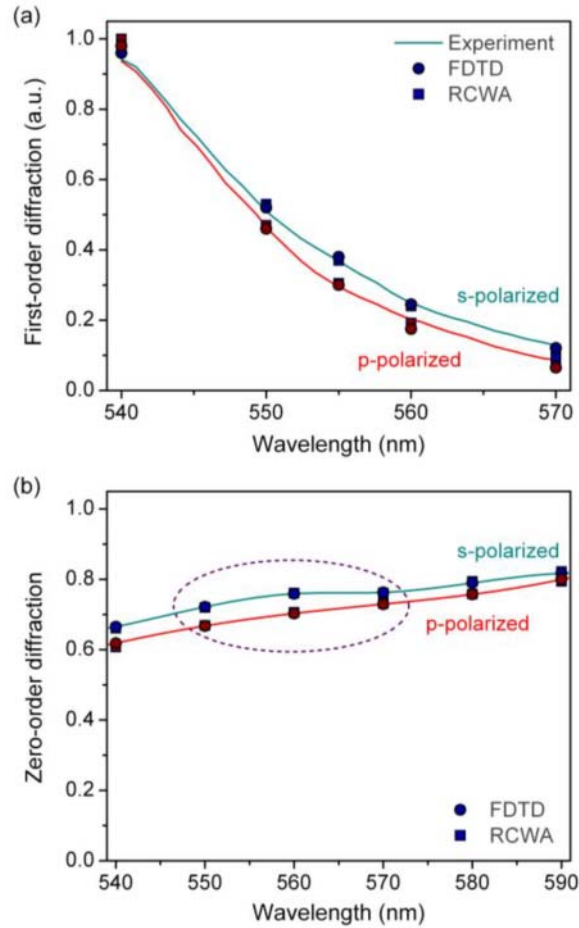 (a)
1.0
0.8
0.6
0.4
0.2
0.0
First-order diffraction (a.u.)
Experiment
FDTD
RCWA
s-polarized
p-polarized
540 550 560 570
Wavelength (nm)
(b)
1.0
0.8
0.6
0.4
0.2
0.0
Zero-order diffraction
s-polarized
p-polarized
FDTD
RCWA
540 550 560 570 580 590
Wavelength (nm)